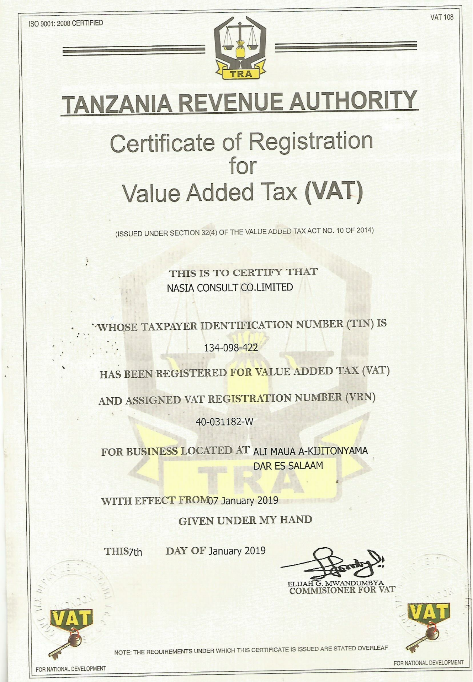 ISO 9001: 2008 CERTIFIED
VAT 108
TRA
TANZANIA REVENUE AUTHORITY
Certificate of Registration
for
Value Added Tax (VAT)
(ISSUED UNDER SECTION 32(4) OF THE VALUE ADDED TAX ACT NO. 10 OF 2014)
THIS IS TO CERTIFY THAT
NASIA CONSULT CO.LIMITED
WHOSE TAXPAYER IDENTIFICATION NUMBER (TIN) IS
134-098-422
HAS BEEN REGISTERED FOR VALUE ADDED TAX (VAT)
AND ASSIGNED VAT REGISTRATION NUMBER (VRN)
40-031182-W
FOR BUSINESS LOCATED AT ALI MAUA A-KIJITONYAMA
DAR ES SALAAM
TRA
WITH EFFECT FROM 07 January 2019
GIVEN UNDER MY HAND
THIS 7th DAY OF January 2019
ELIJAH G. MWANDUMBYA
COMMISIONER FOR VAT
VAT
FOR NATIONAL DEVELOPMENT
VAT
FOR NATIONAL DEVELOPMENT
NOTE: THE REQUIREMENTS UNDER WHICH THIS CERTIFICATE IS ISSUED ARE STATED OVERLEAF